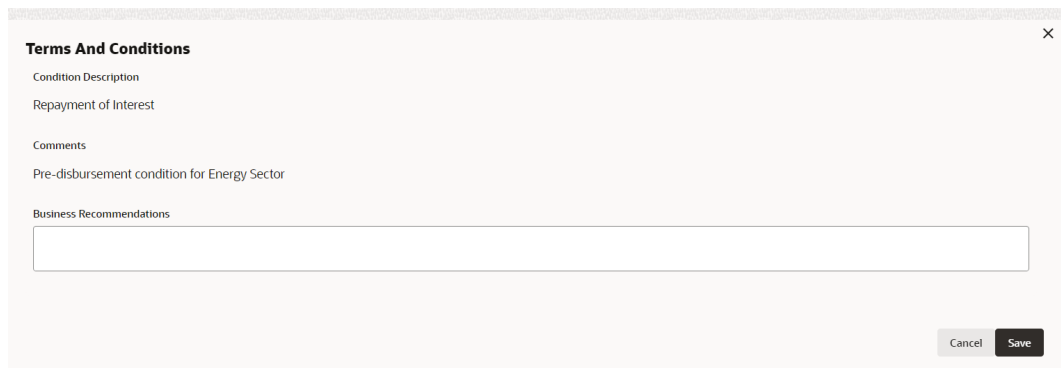 Terms And Conditions
Condition Description
Repayment of Interest
Comments
Pre-disbursement condition for Energy Sector
Business Recommendations
Cancel Save